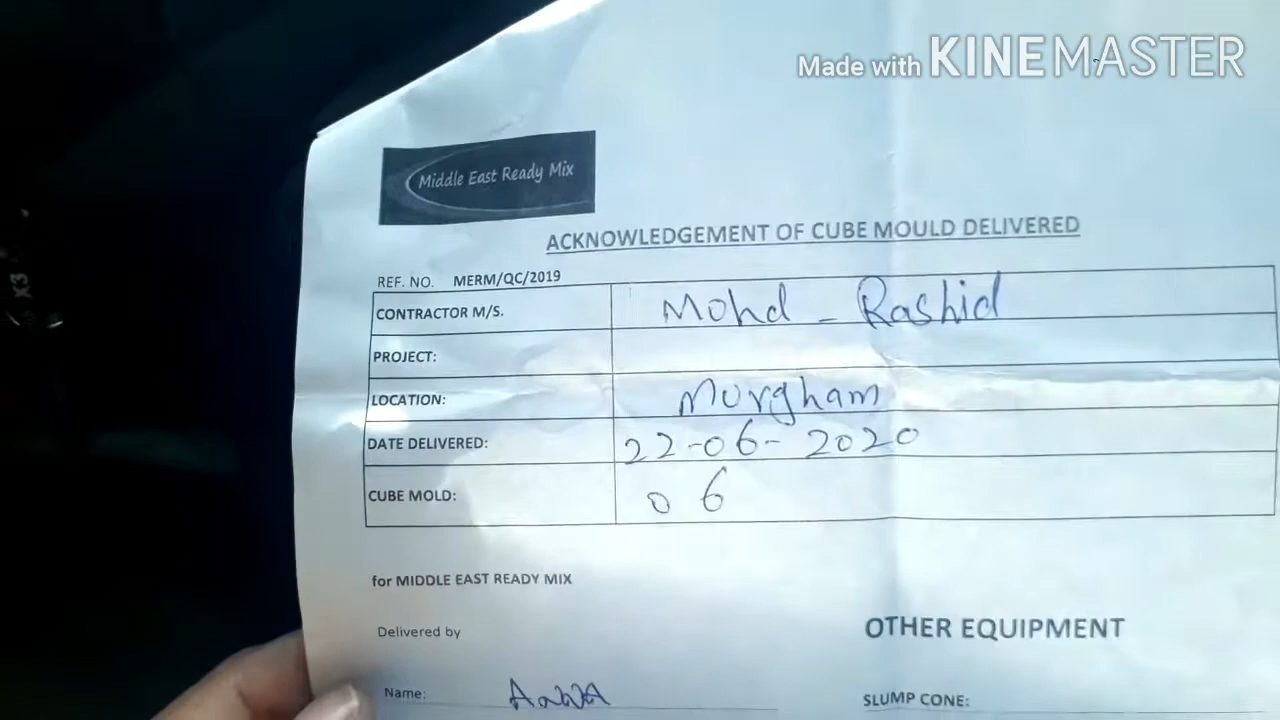 Made with KINEMASTER
Middle East Ready Mix
ACKNOWLEDGEMENT OF CUBE MOULD DELIVERED
REF. NO. MERM/QC/2019
CONTRACTOR M/S. Mohd - Rashid
PROJECT:
LOCATION: Murgham
DATE DELIVERED: 22-06-2020
CUBE MOLD: 06
for MIDDLE EAST READY MIX
OTHER EQUIPMENT
Delivered by
Name:
SLUMP CONE:
X3